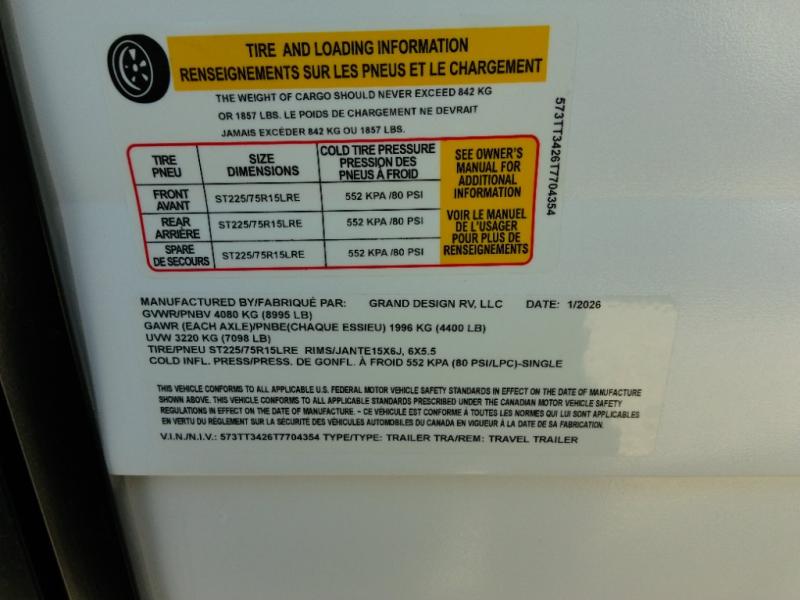 TIRE AND LOADING INFORMATION
RENSEIGNEMENTS SUR LES PNEUS ET LE CHARGEMENT
THE WEIGHT OF CARGO SHOULD NEVER EXCEED 842 KG
OR 1857 LBS. LE POIDS DE CHARGEMENT NE DEVRAIT
JAMAIS EXCÉDER 842 KG OU 1857 LBS.
TIRE
PNEU
SIZE
DIMENSIONS
COLD TIRE PRESSURE
PRESSION DES
PNEUS À FROID
FRONT
AVANT
ST225/75R15LRE
552 KPA /80 PSI
REAR
ARRIÈRE
ST225/75R15LRE
552 KPA /80 PSI
SPARE
DE SECOURS
ST225/75R15LRE
552 KPA /80 PSI
SEE OWNER'S
MANUAL FOR
ADDITIONAL
INFORMATION
VOIR LE MANUEL
DE L'USAGER
POUR PLUS DE
RENSEIGNEMENTS
573TT3426T7704354
MANUFACTURED BY/FABRIQUÉ PAR: GRAND DESIGN RV, LLC DATE: 1/2026
GVWR/PNBV 4080 KG (8995 LB)
GAWR (EACH AXLE)/PNBE(CHAQUE ESSIEU) 1996 KG (4400 LB)
UVW 3220 KG (7098 LB)
TIRE/PNEU ST225/75R15LRE RIMS/JANTE15X6J, 6X5.5
COLD INFL. PRESS/PRESS. DE GONFL. À FROID 552 KPA (80 PSI/LPC)-SINGLE
THIS VEHICLE CONFORMS TO ALL APPLICABLE U.S. FEDERAL MOTOR VEHICLE SAFETY STANDARDS IN EFFECT ON THE DATE OF MANUFACTURE
SHOWN ABOVE. THIS VEHICLE CONFORMS TO ALL APPLICABLE STANDARDS PRESCRIBED UNDER THE CANADIAN MOTOR VEHICLE SAFETY
REGULATIONS IN EFFECT ON THE DATE OF MANUFACTURE. - CE VÉHICULE EST CONFORME À TOUTES LES NORMES QUI LUI SONT APPLICABLES
EN VERTU DU RÈGLEMENT SUR LA SÉCURITÉ DES VÉHICULES AUTOMOBILES DU CANADA EN VIGUEUR À LA DATE DE SA FABRICATION.
V.I.N./N.I.V.: 573TT3426T7704354 TYPE/TYPE: TRAILER TRA/REM: TRAVEL TRAILER